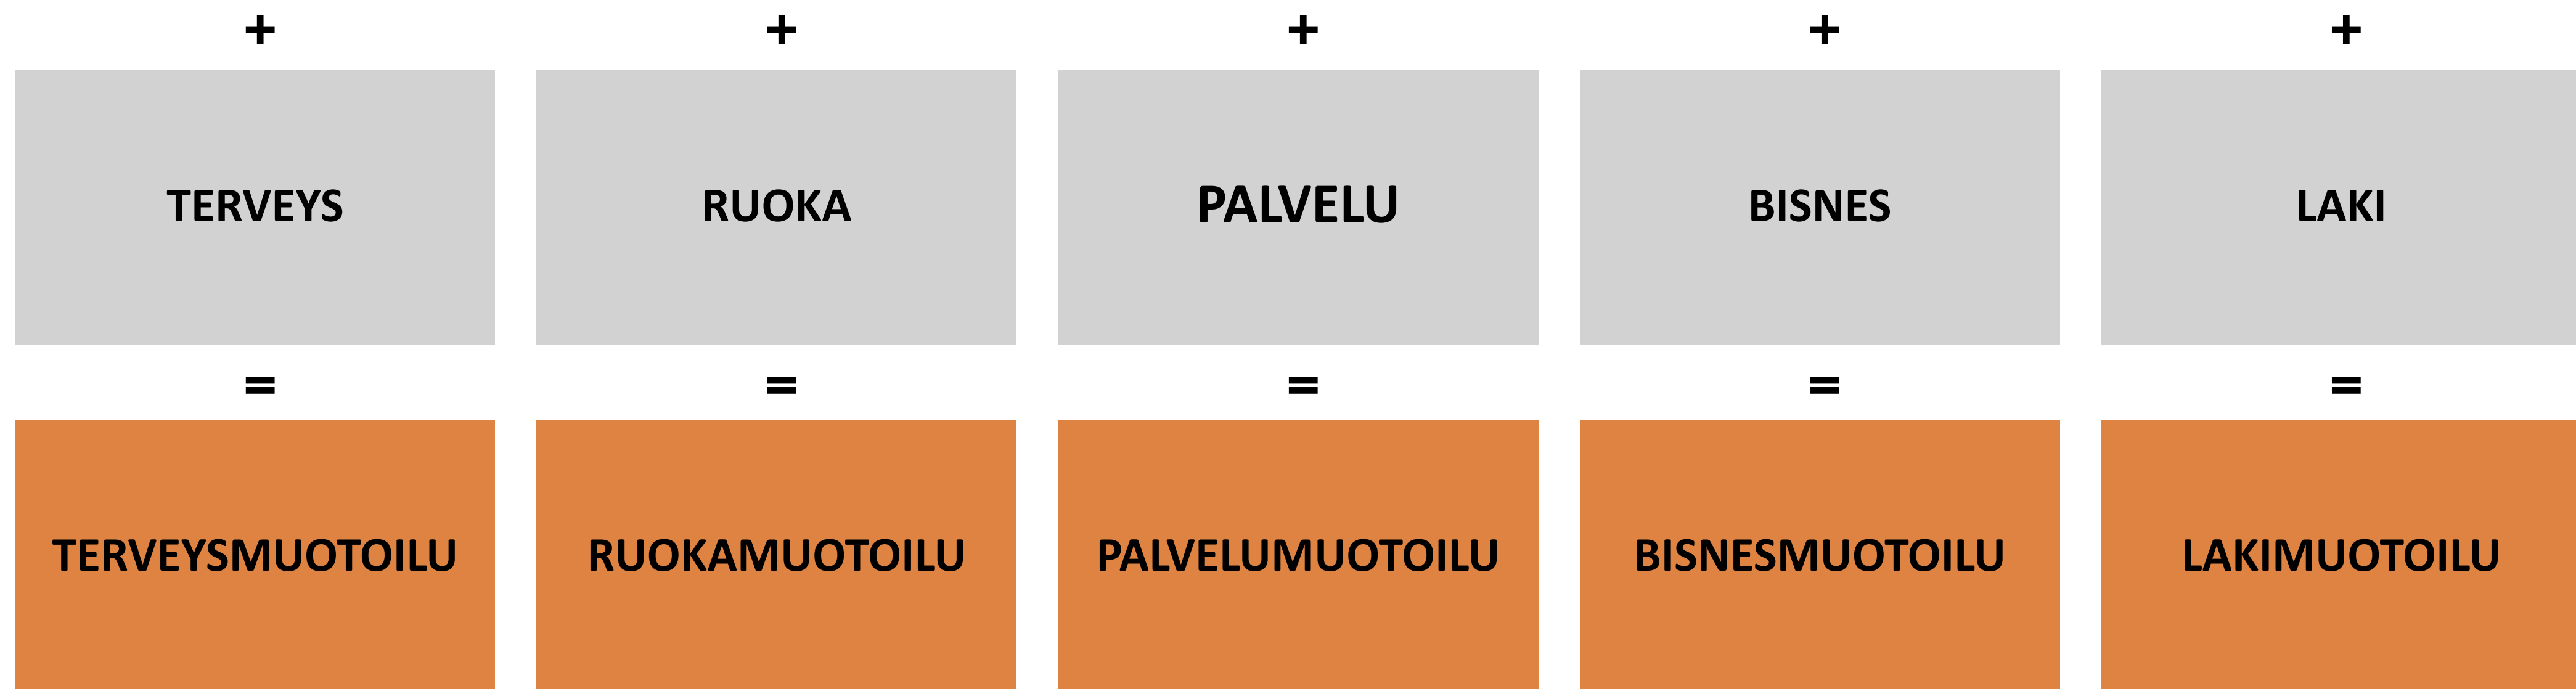 + + + + +
TERVEYS RUOKA PALVELU BISNES LAKI
= = = = =
TERVEYSMUOTOILU RUOKAMUOTOILU PALVELUMUOTOILU BISNESMUOTOILU LAKIMUOTOILU